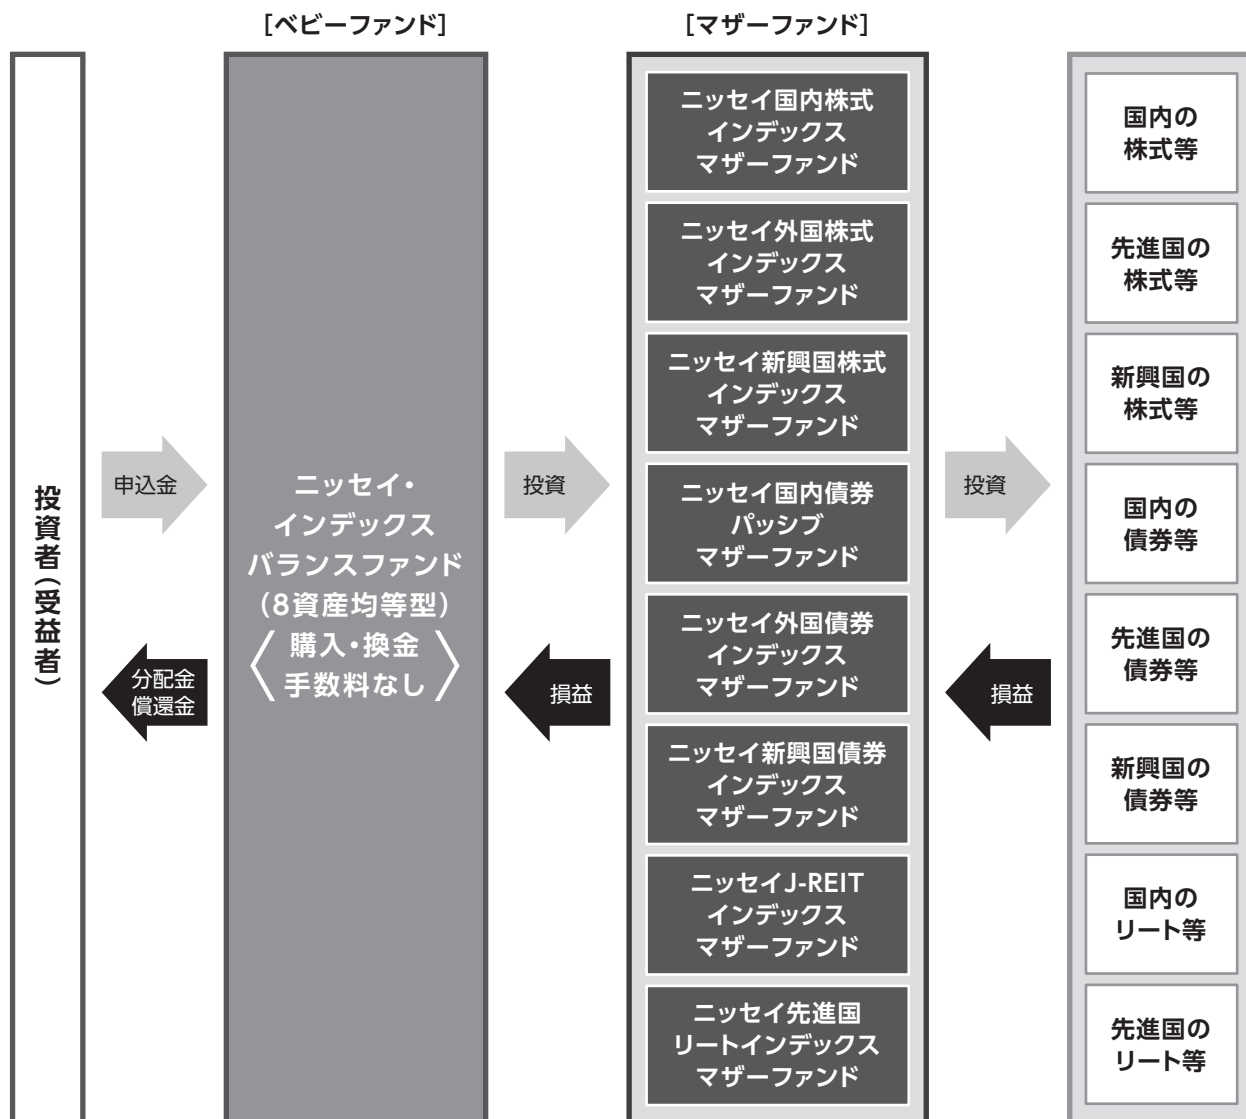 ［ベビーファンド］
［マザーファンド］
投資者（受益者）
申込金
分配金
償還金
ニッセイ・
インデックス
バランスファンド
（8資産均等型）
〈購入・換金
手数料なし〉
投資
損益
ニッセイ国内株式
インデックス
マザーファンド
ニッセイ外国株式
インデックス
マザーファンド
ニッセイ新興国株式
インデックス
マザーファンド
ニッセイ国内債券
パッシブ
マザーファンド
ニッセイ外国債券
インデックス
マザーファンド
ニッセイ新興国債券
インデックス
マザーファンド
ニッセイJ-REIT
インデックス
マザーファンド
ニッセイ先進国
リートインデックス
マザーファンド
投資
損益
国内の
株式等
先進国の
株式等
新興国の
株式等
国内の
債券等
先進国の
債券等
新興国の
債券等
国内の
リート等
先進国の
リート等